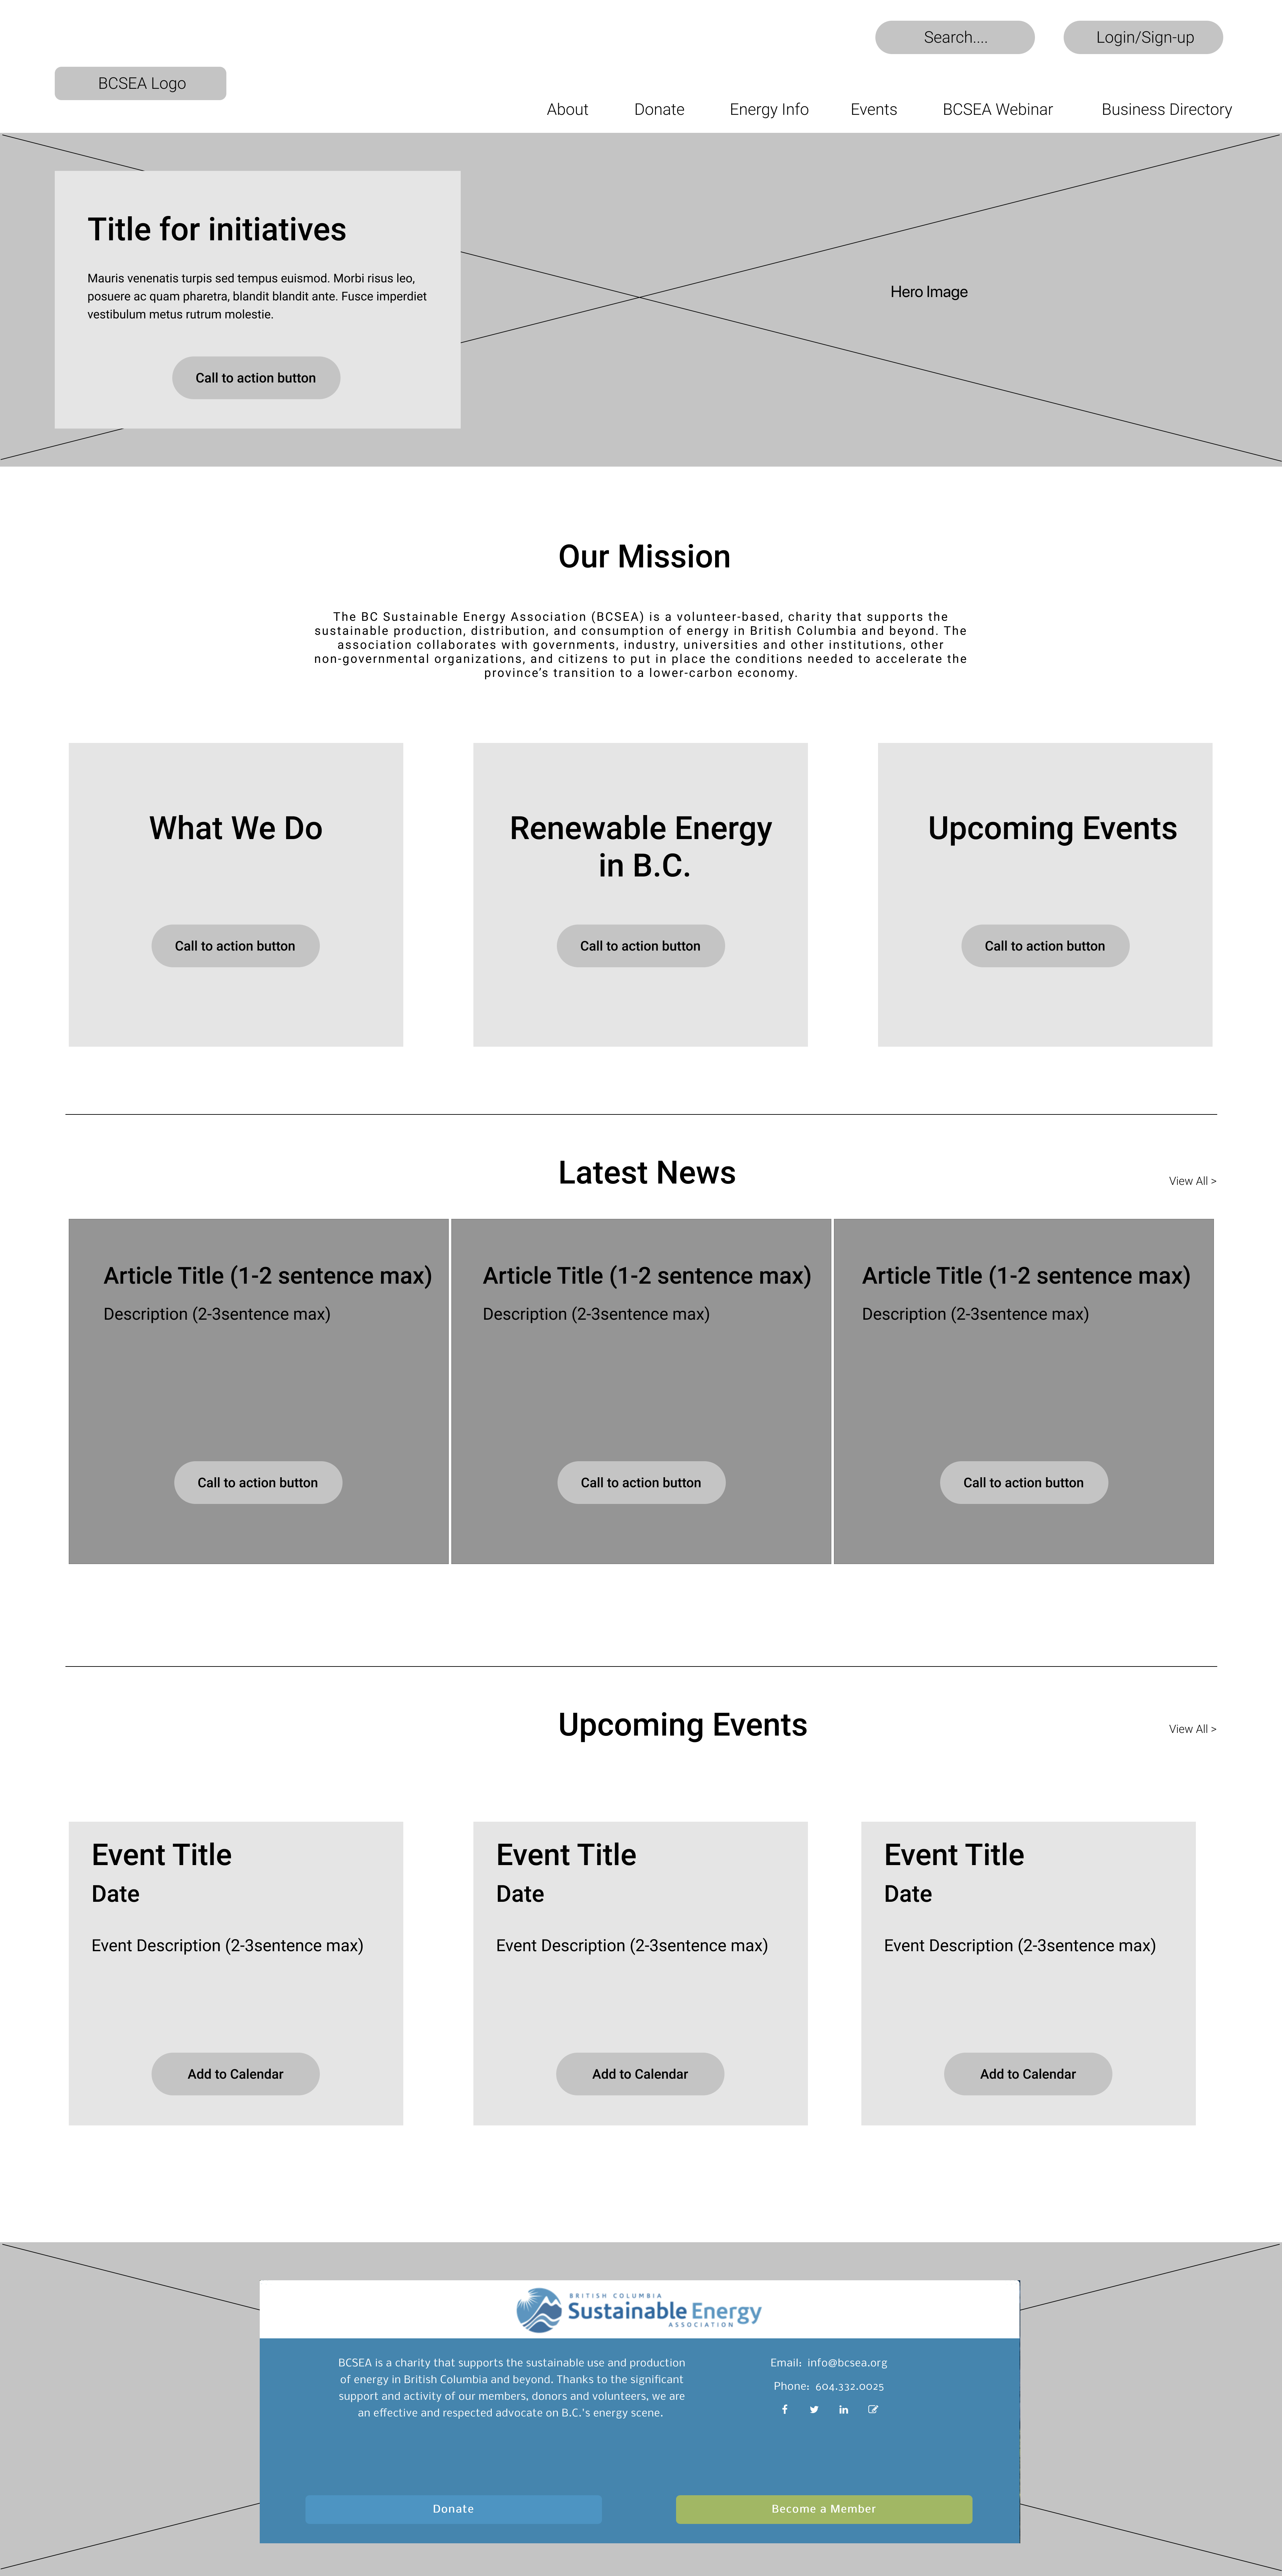 Search....
Login/Sign-up
BCSEA Logo
About
Donate
Energy Info
Events
BCSEA Webinar
Business Directory
Title for initiatives
Mauris venenatis turpis sed tempus euismod. Morbi risus leo,
posuere ac quam pharetra, blandit blandit ante. Fusce imperdiet
vestibulum metus rutrum molestie.
Call to action button
Hero Image
Our Mission
The BC Sustainable Energy Association (BCSEA) is a volunteer-based, charity that supports the
sustainable production, distribution, and consumption of energy in British Columbia and beyond. The
association collaborates with governments, industry, universities and other institutions, other
non-governmental organizations, and citizens to put in place the conditions needed to accelerate the
province's transition to a lower-carbon economy.
What We Do
Call to action button
Renewable Energy
in B.C.
Call to action button
Upcoming Events
Call to action button
Latest News
View All >
Article Title (1-2 sentence max)
Description (2-3sentence max)
Call to action button
Article Title (1-2 sentence max)
Description (2-3sentence max)
Call to action button
Article Title (1-2 sentence max)
Description (2-3sentence max)
Call to action button
Upcoming Events
View All >
Event Title
Date
Event Description (2-3sentence max)
Add to Calendar
Event Title
Date
Event Description (2-3sentence max)
Add to Calendar
Event Title
Date
Event Description (2-3sentence max)
Add to Calendar
BRITISH COLUMBIA
Sustainable Energy
ASSOCIATION
BCSEA is a charity that supports the sustainable use and production
of energy in British Columbia and beyond. Thanks to the significant
support and activity of our members, donors and volunteers, we are
an effective and respected advocate on B.C.'s energy scene.
Email: info@bcsea.org
Phone: 604.332.0025
Donate
Become a Member